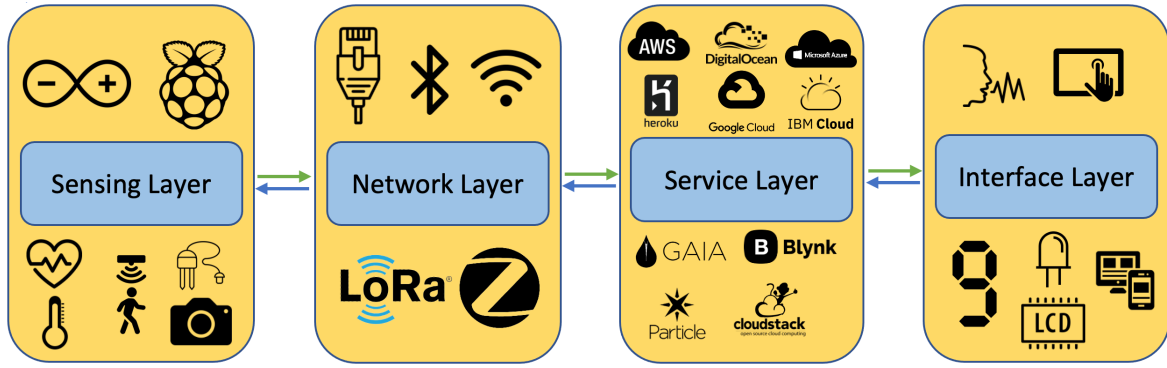 AWS
DigitalOcean
Microsoft Azure
heroku
Google Cloud
IBM Cloud
Sensing Layer
Network Layer
Service Layer
Interface Layer
LoRa®
GAIA
B Blynk
Particle
cloudstack
open source cloud computing
9
LCD